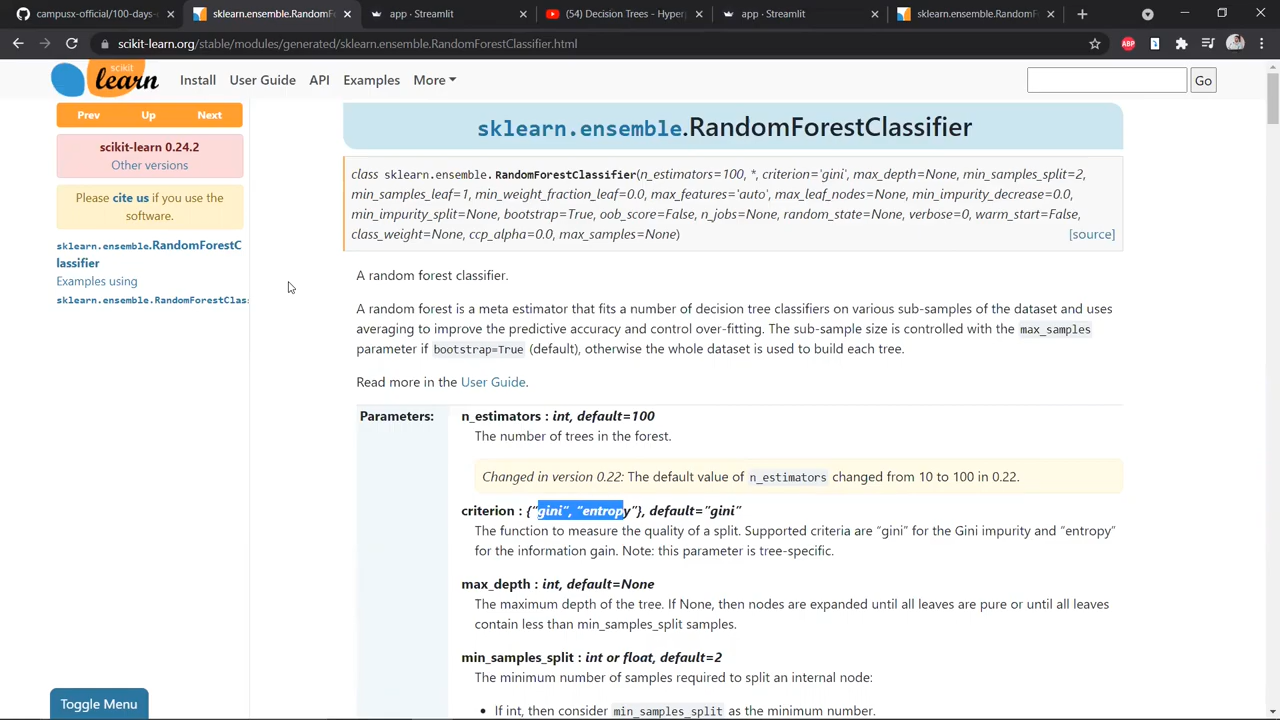 campusx-official/100-days-
sklearn.ensemble.RandomF
app · Streamlit
(54) Decision Trees - Hyper
app · Streamlit
sklearn.ensemble.RandomF
scikit-learn.org/stable/modules/generated/sklearn.ensemble.RandomForestClassifier.html
ABP
scikit learn
Install
User Guide
API
Examples
More
Go
Prev
Up
Next
scikit-learn 0.24.2
Other versions
Please cite us if you use the
software.
sklearn.ensemble.RandomForestC
lassifier
Examples using
sklearn.ensemble.RandomForestClas
sklearn.ensemble.RandomForestClassifier
class sklearn.ensemble.RandomForestClassifier(n_estimators=100, *, criterion='gini', max_depth=None, min_samples_split=2,
min_samples_leaf=1, min_weight_fraction_leaf=0.0, max_features='auto', max_leaf_nodes=None, min_impurity_decrease=0.0,
min_impurity_split=None, bootstrap=True, oob_score=False, n_jobs=None, random_state=None, verbose=0, warm_start=False,
class_weight=None, ccp_alpha=0.0, max_samples=None)
[source]
A random forest classifier.
A random forest is a meta estimator that fits a number of decision tree classifiers on various sub-samples of the dataset and uses
averaging to improve the predictive accuracy and control over-fitting. The sub-sample size is controlled with the max_samples
parameter if bootstrap=True (default), otherwise the whole dataset is used to build each tree.
Read more in the User Guide.
Parameters:
n_estimators : int, default=100
The number of trees in the forest.
Changed in version 0.22: The default value of n_estimators changed from 10 to 100 in 0.22.
criterion : {"gini", "entropy"}, default="gini"
The function to measure the quality of a split. Supported criteria are “gini” for the Gini impurity and “entropy”
for the information gain. Note: this parameter is tree-specific.
max_depth : int, default=None
The maximum depth of the tree. If None, then nodes are expanded until all leaves are pure or until all leaves
contain less than min_samples_split samples.
min_samples_split : int or float, default=2
The minimum number of samples required to split an internal node:
• If int, then consider min_samples_split as the minimum number.
Toggle Menu